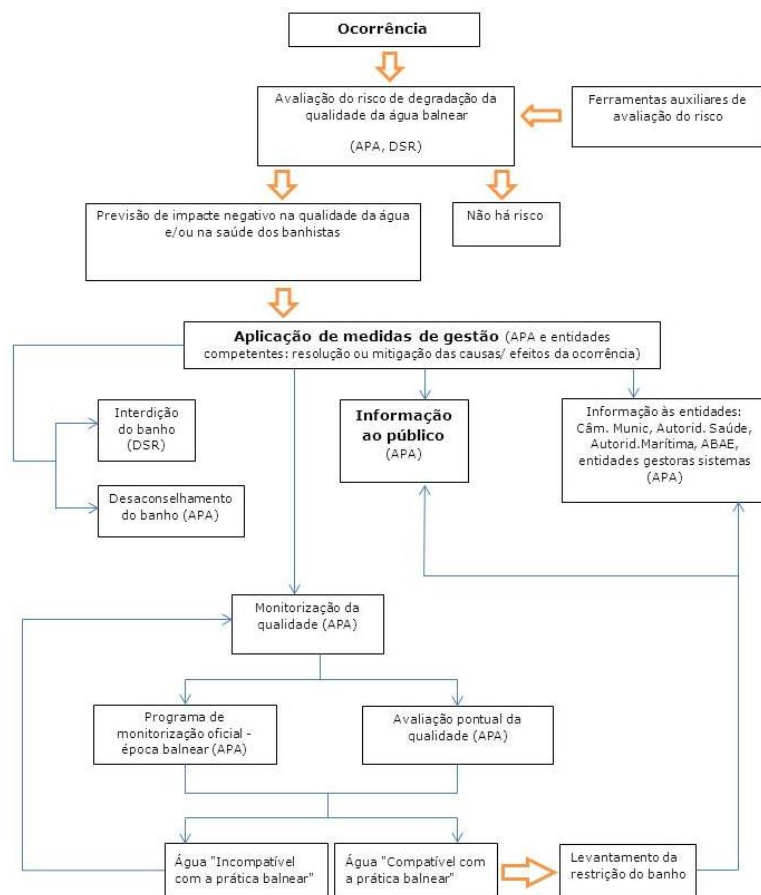 Ocorrência
Avaliação do risco de degradação da
qualidade da água balnear
(APA, DSR)
Ferramentas auxiliares de
avaliação do risco
Previsão de impacte negativo na qualidade da água
e/ou na saúde dos banhistas
Não há risco
Aplicação de medidas de gestão (APA e entidades
competentes: resolução ou mitigação das causas/ efeitos da ocorrência)
Interdição
do banho
(DSR)
Desaconselhamento
do banho (APA)
Informação
ao público
(APA)
Informação às entidades:
Câm. Munic, Autorid. Saúde,
Autorid.Marítima, ABAE,
entidades gestoras sistemas
(APA)
Monitorização da
qualidade (APA)
Programa de
monitorização oficial -
época balnear (APA)
Avaliação pontual da
qualidade (APA)
Água "Incompatível
com a prática balnear"
Água "Compatível com
a prática balnear"
Levantamento da
restrição do banho